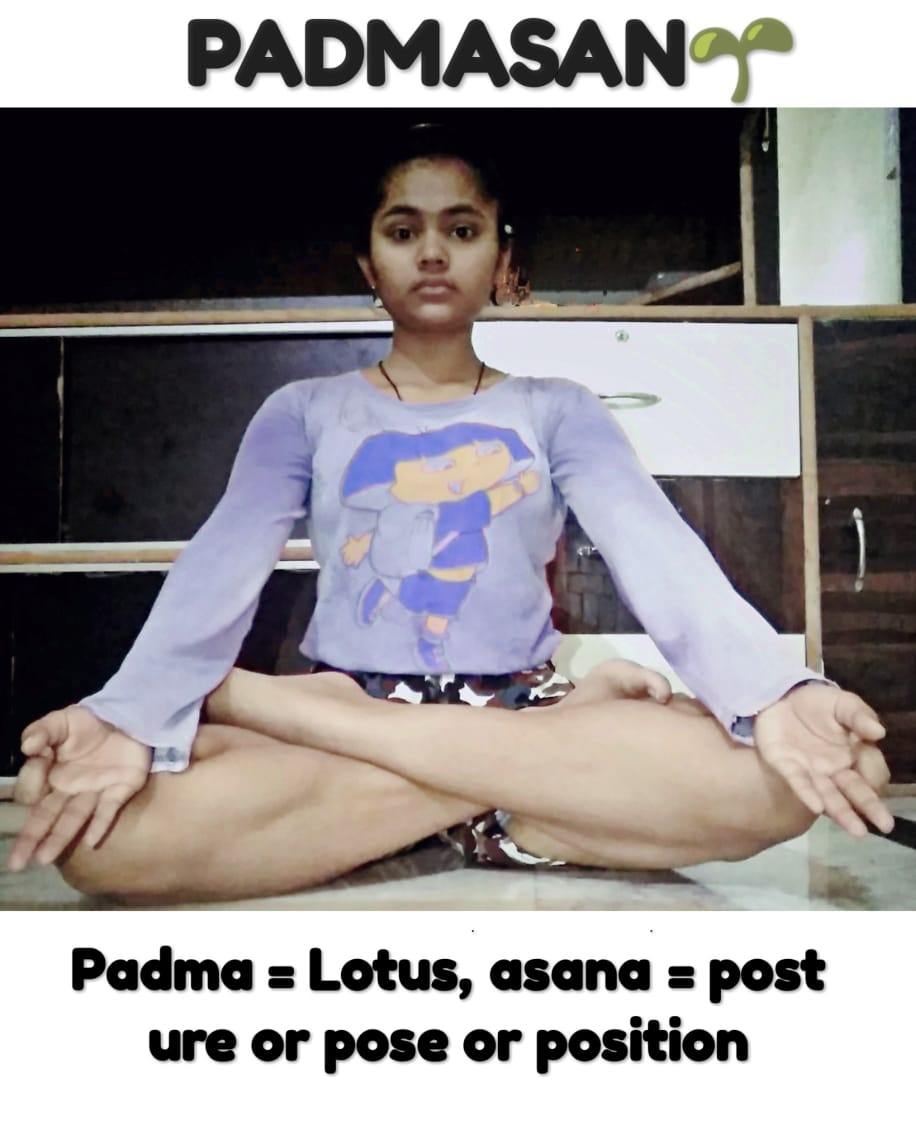 PADMASAN🌱
Padma = Lotus, asana = post
ure or pose or position